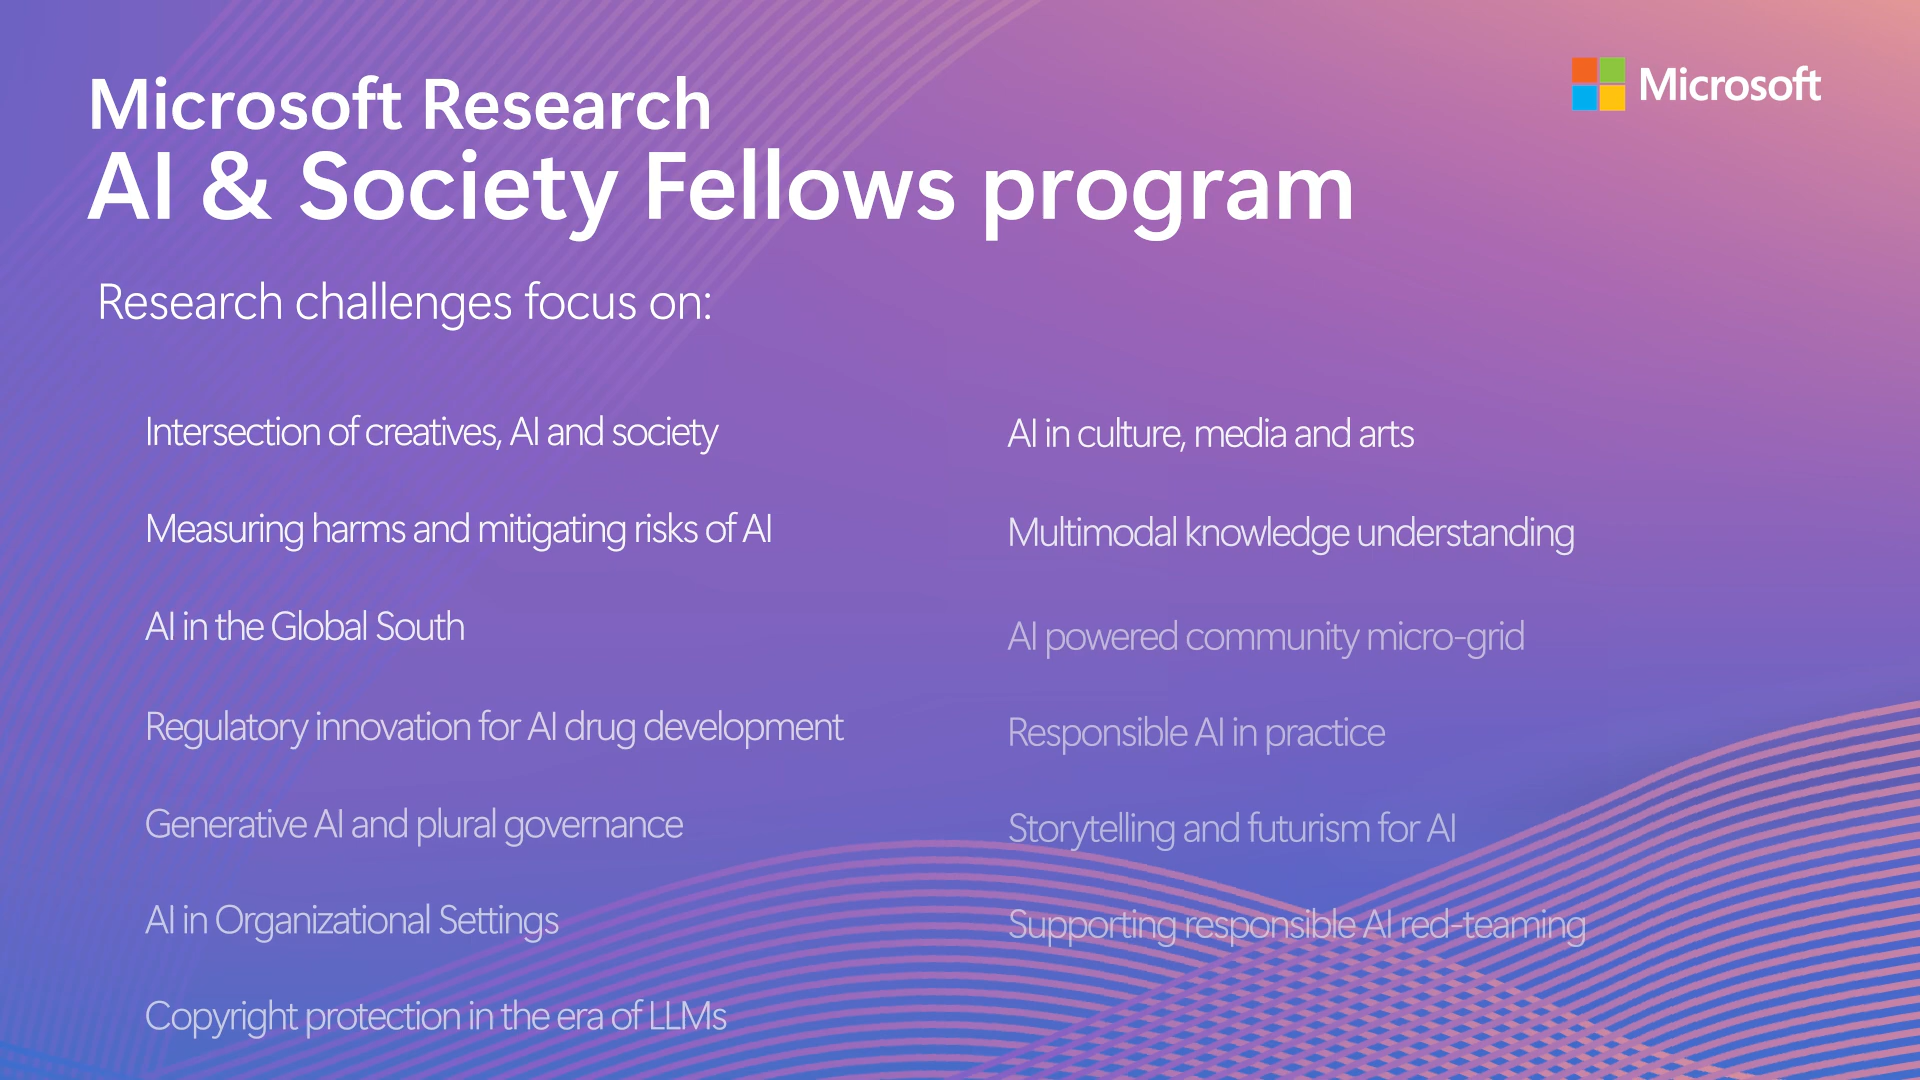 Microsoft Research
AI & Society Fellows program
Microsoft
Research challenges focus on:
Intersection of creatives, AI and society
Measuring harms and mitigating risks of AI
AI in the Global South
Regulatory innovation for AI drug development
Generative AI and plural governance
AI in Organizational Settings
Copyright protection in the era of LLMs
AI in culture, media and arts
Multimodal knowledge understanding
AI powered community micro-grid
Responsible AI in practice
Storytelling and futurism for AI
Supporting responsible AI red-teaming